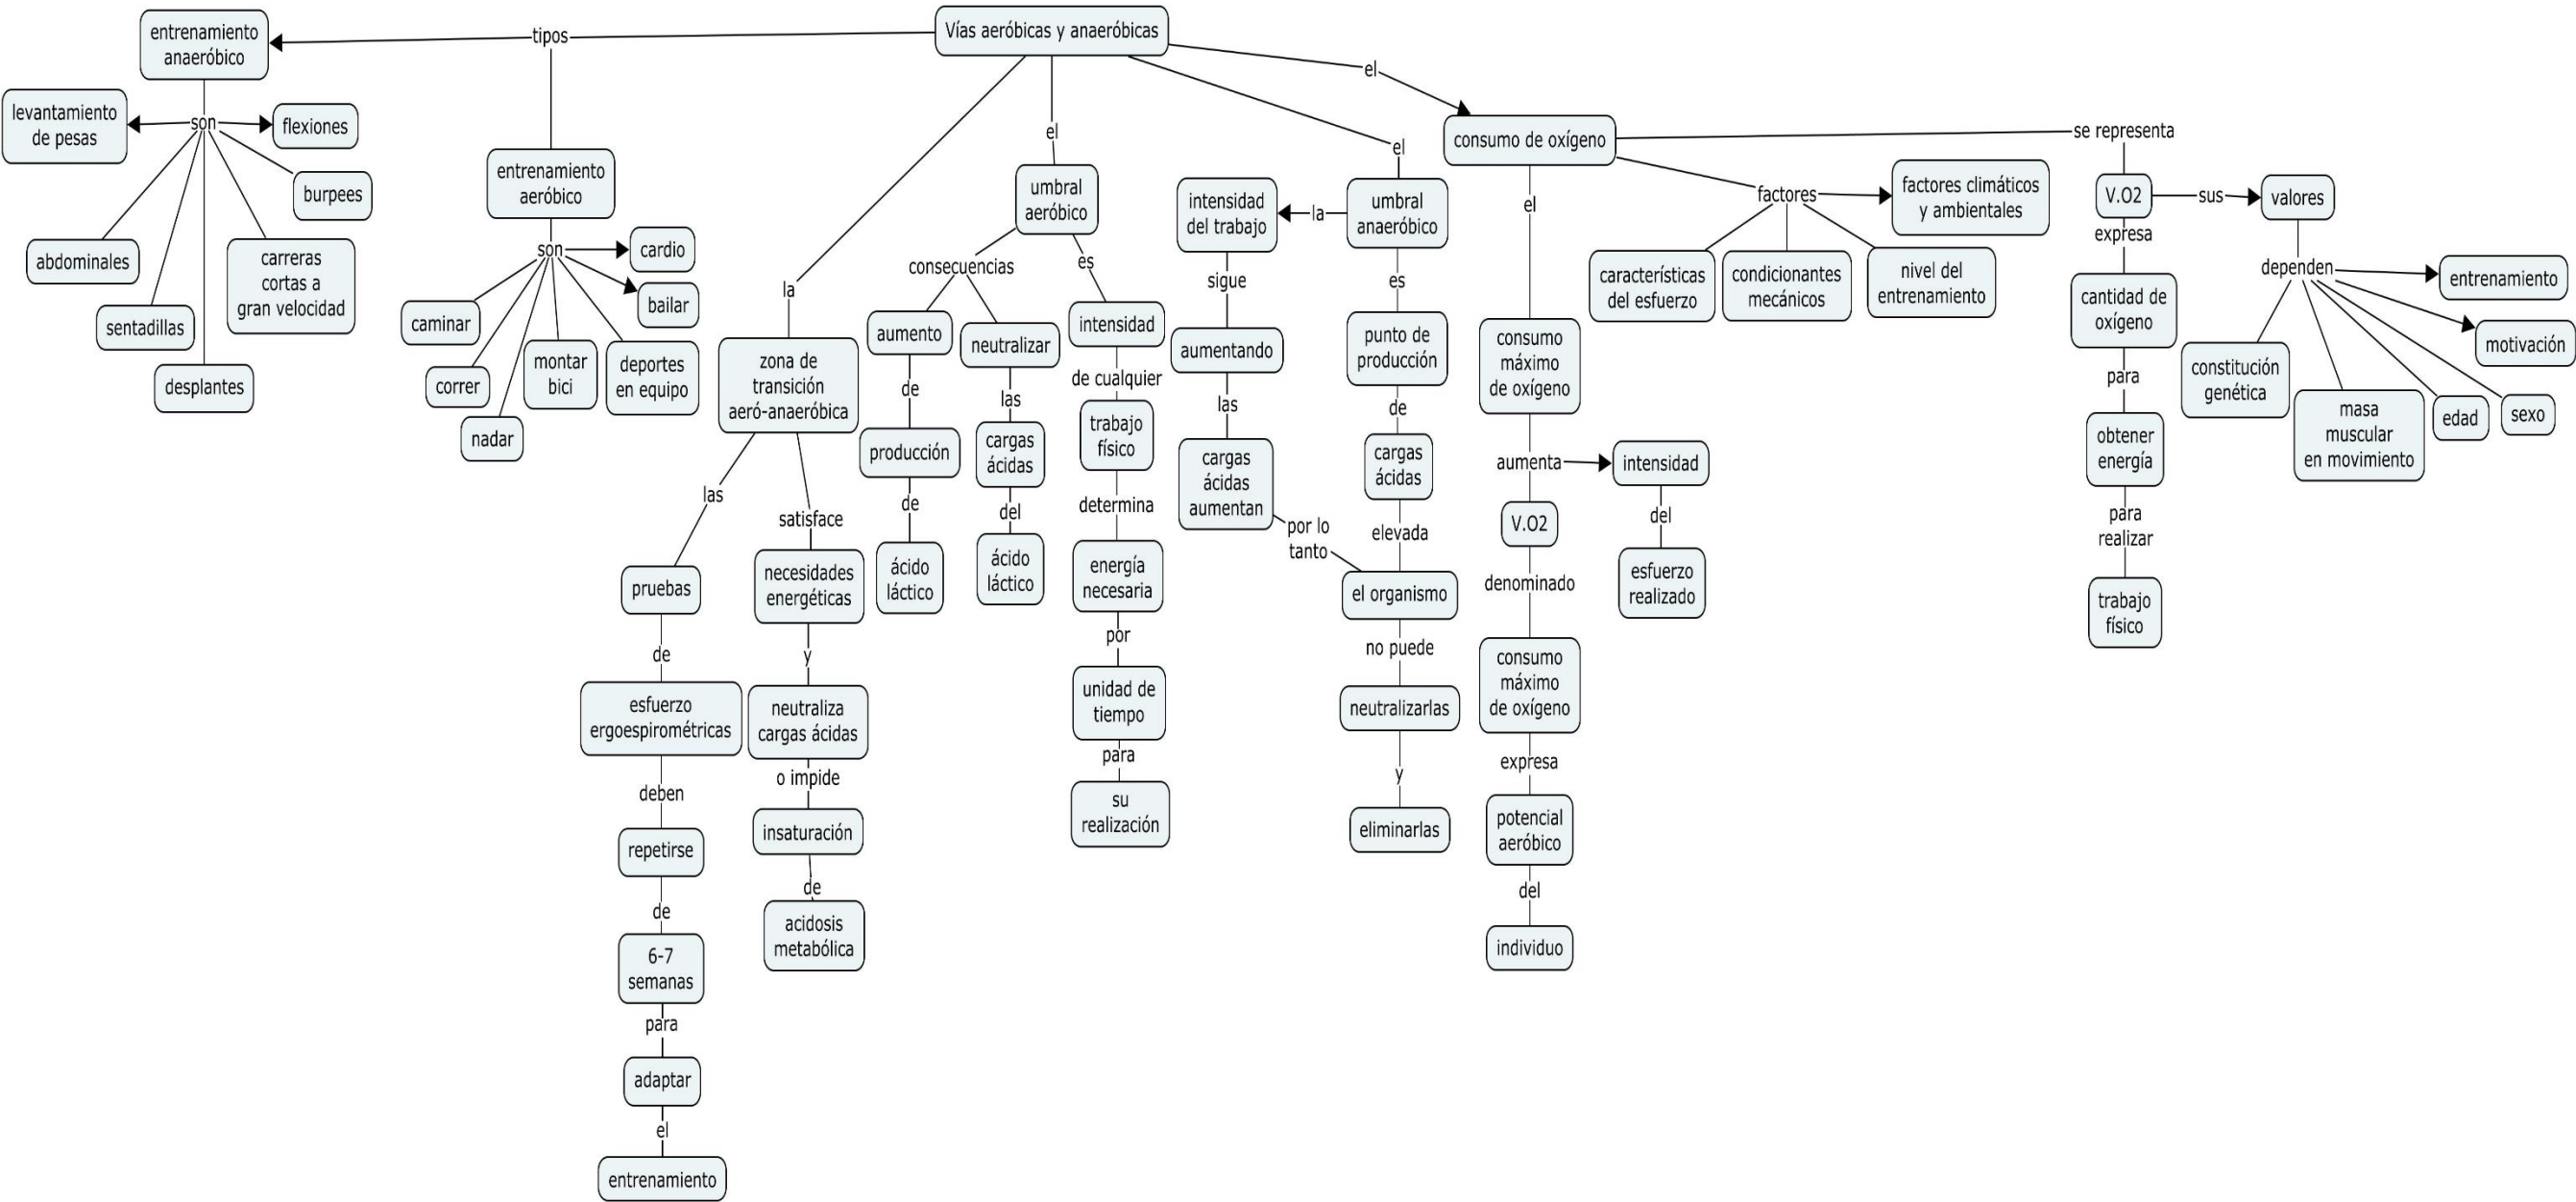 Vías aeróbicas y anaeróbicas
tipos
entrenamiento
anaeróbico
son
levantamiento
de pesas
flexiones
burpees
abdominales
sentadillas
desplantes
carreras
cortas a
gran velocidad
entrenamiento
aeróbico
son
cardio
bailar
caminar
correr
nadar
montar
bici
deportes
en equipo
la
zona de
transición
aeró-anaeróbica
las
pruebas
de
esfuerzo
ergoespirométricas
deben
repetirse
de
6-7
semanas
para
adaptar
el
entrenamiento
satisface
necesidades
energéticas
y
neutraliza
cargas ácidas
o impide
insaturación
de
acidosis
metabólica
el
umbral
aeróbico
consecuencias
aumento
de
producción
de
ácido
láctico
neutralizar
las
cargas
ácidas
del
ácido
láctico
es
intensidad
de cualquier
trabajo
físico
determina
energía
necesaria
por
unidad de
tiempo
para
su
realización
el
umbral
anaeróbico
la
intensidad
del trabajo
sigue
aumentando
las
cargas
ácidas
aumentan
por lo
tanto
es
punto de
producción
de
cargas
ácidas
elevada
el organismo
no puede
neutralizarlas
y
eliminarlas
el
consumo de oxígeno
el
consumo
máximo
de oxígeno
aumenta
intensidad
del
esfuerzo
realizado
V.O2
denominado
consumo
máximo
de oxígeno
expresa
potencial
aeróbico
del
individuo
factores
factores climáticos
y ambientales
características
del esfuerzo
condicionantes
mecánicos
nivel del
entrenamiento
se representa
V.O2
expresa
cantidad de
oxígeno
para
obtener
energía
para
realizar
trabajo
físico
sus
valores
dependen
entrenamiento
motivación
constitución
genética
masa
muscular
en movimiento
edad
sexo